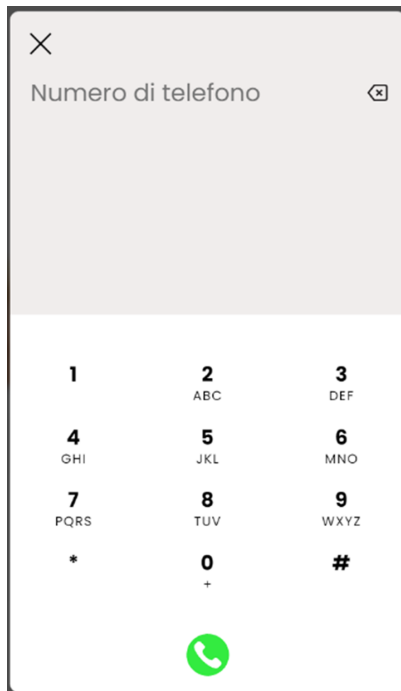 Numero di telefono
1 2 3
ABC DEF
4 5 6
GHI JKL MNO
7 8 9
PQRS TUV WXYZ
* 0 #
+